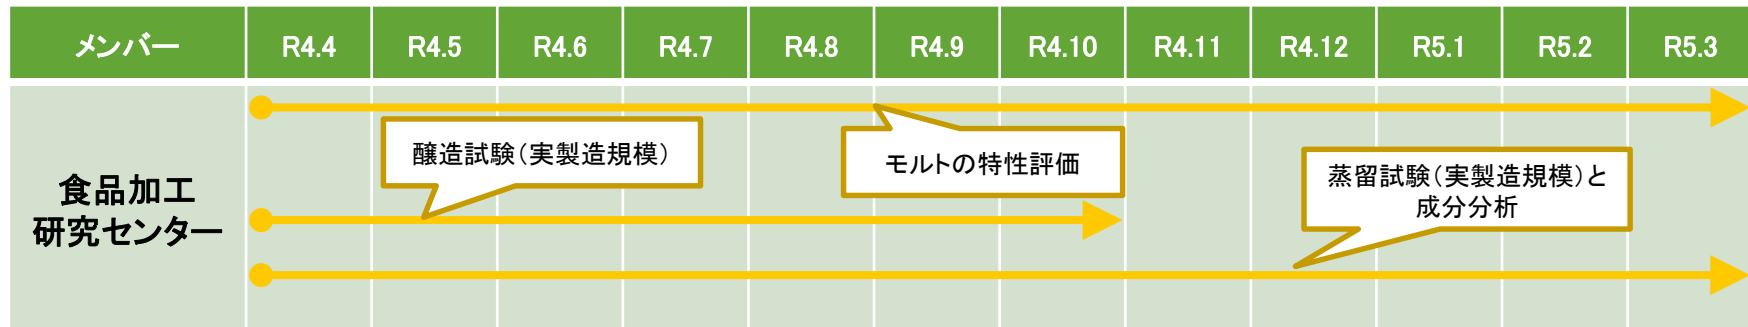 メンバー R4.4 R4.5 R4.6 R4.7 R4.8 R4.9 R4.10 R4.11 R4.12 R5.1 R5.2 R5.3
食品加工
研究センター
醸造試験（実製造規模）
モルトの特性評価
蒸留試験（実製造規模）と
成分分析